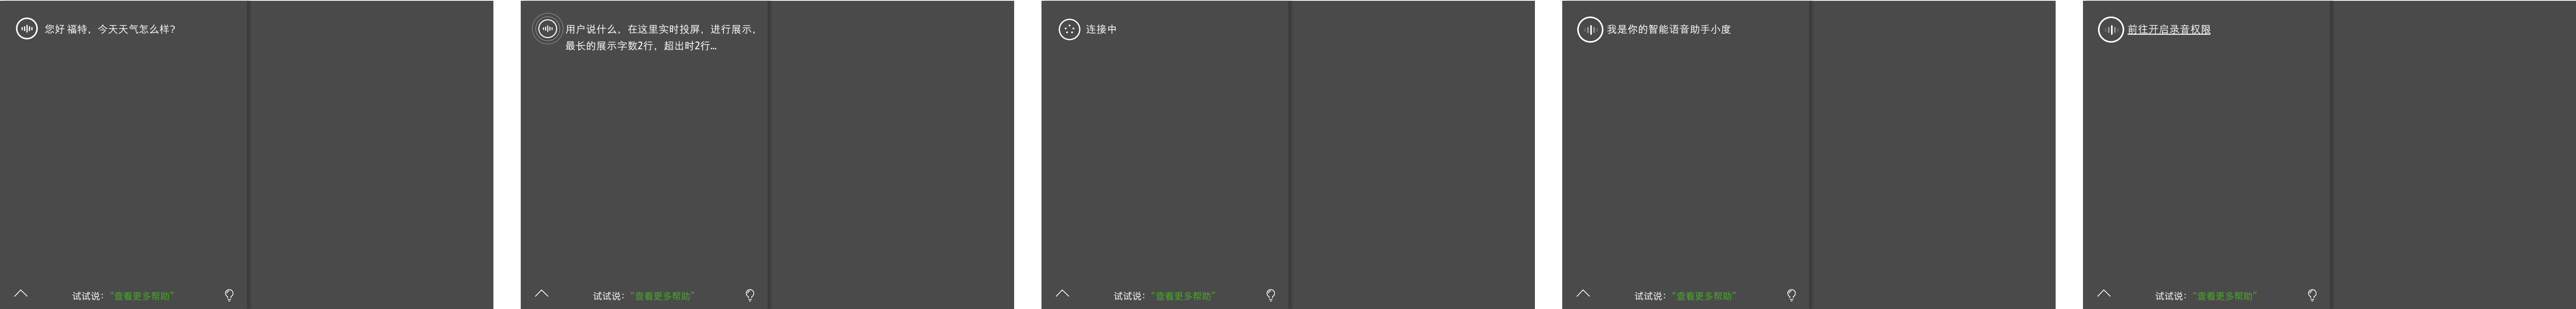 您好 福特，今天天气怎么样？
试试说：“查看更多帮助”
用户说什么，在这里实时投屏，进行展示，
最长的展示字数2行，超出时2行...
试试说：“查看更多帮助”
连接中
试试说：“查看更多帮助”
我是你的智能语音助手小度
试试说：“查看更多帮助”
前往开启录音权限
试试说：“查看更多帮助”